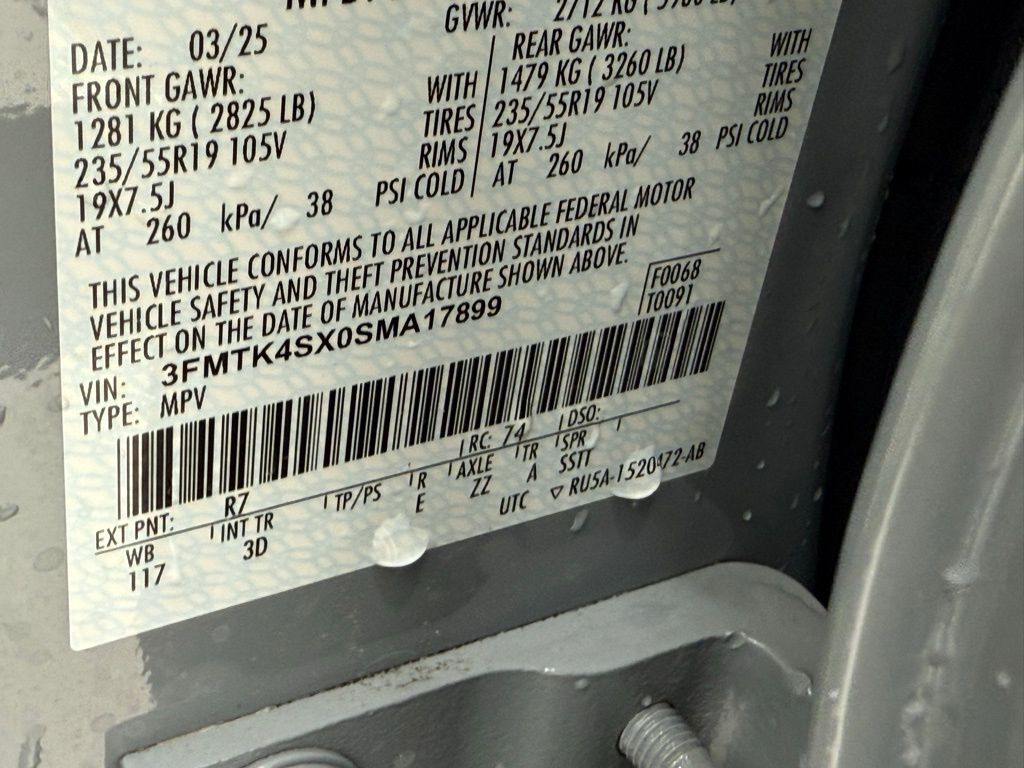 GVWR: 2712 KG
DATE: 03/25
FRONT GAWR: REAR GAWR:
1281 KG ( 2825 LB) WITH 1479 KG ( 3260 LB) WITH
235/55R19 105V TIRES 235/55R19 105V TIRES
19X7.5J RIMS 19X7.5J RIMS
AT 260 kPa/ 38 PSI COLD AT 260 kPa/ 38 PSI COLD
THIS VEHICLE CONFORMS TO ALL APPLICABLE FEDERAL MOTOR
VEHICLE SAFETY AND THEFT PREVENTION STANDARDS IN
EFFECT ON THE DATE OF MANUFACTURE SHOWN ABOVE.
F0068
T0091
VIN: 3FMTK4SX0SMA17899
TYPE: MPV
EXT PNT: R7 RC: 74 DSO:
WB INT TR TP/PS R AXLE TR SPR
117 3D E ZZ A SSTT
UTC ▽ RU5A-1520472-AB